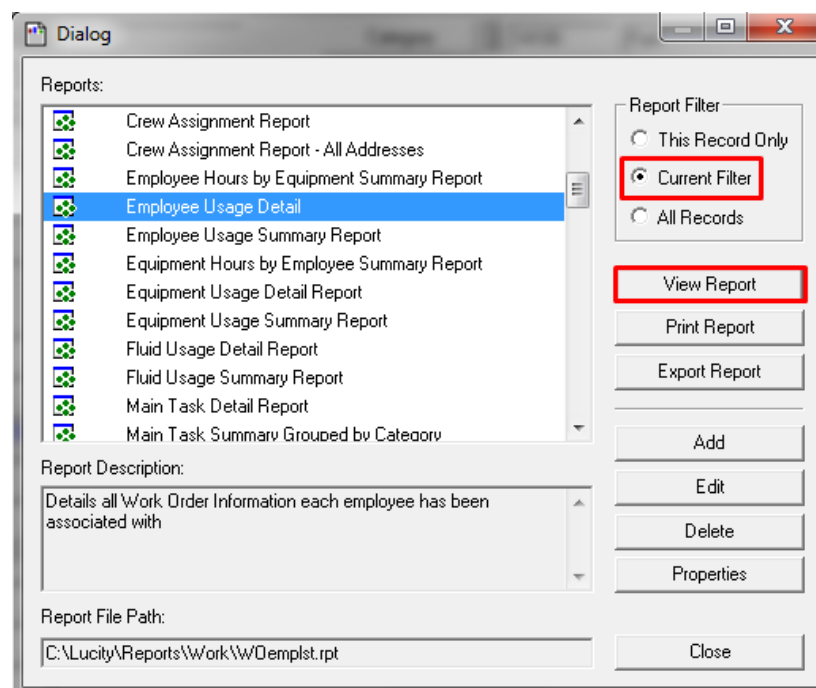 Dialog
Reports:
Crew Assignment Report
Crew Assignment Report - All Addresses
Employee Hours by Equipment Summary Report
Employee Usage Detail
Employee Usage Summary Report
Equipment Hours by Employee Summary Report
Equipment Usage Detail Report
Equipment Usage Summary Report
Fluid Usage Detail Report
Fluid Usage Summary Report
Main Task Detail Report
Main Task Summary Grouped by Category
Report Description:
Details all Work Order Information each employee has been
associated with
Report File Path:
C:\Lucity\Reports\Work\WOemplst.rpt
Report Filter
This Record Only
Current Filter
All Records
View Report
Print Report
Export Report
Add
Edit
Delete
Properties
Close